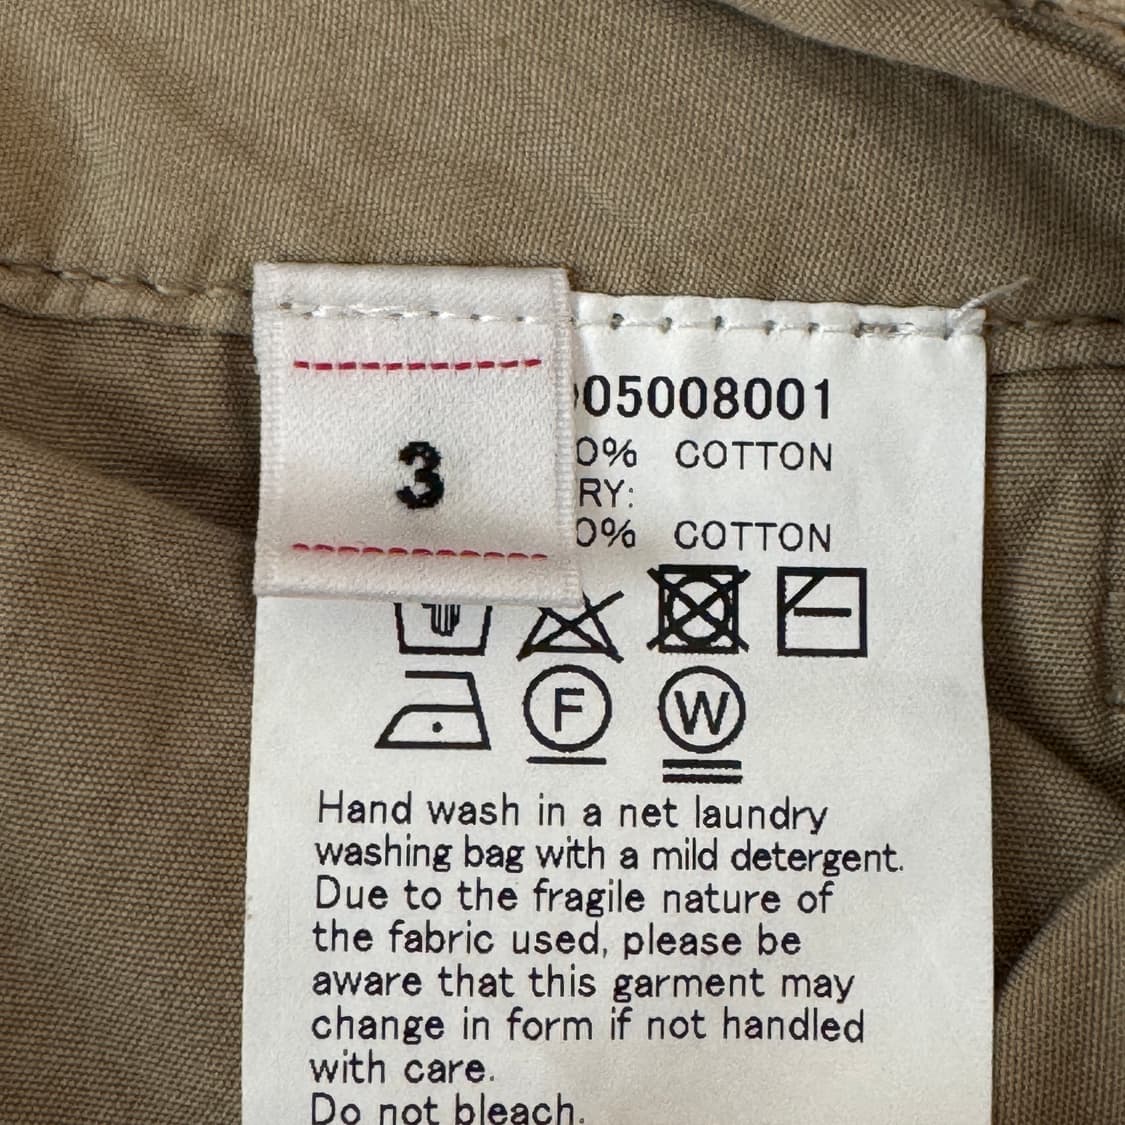 3
05008001
0% COTTON
RY:
0% COTTON
F
W
Hand wash in a net laundry
washing bag with a mild detergent.
Due to the fragile nature of
the fabric used, please be
aware that this garment may
change in form if not handled
with care.
Do not bleach.